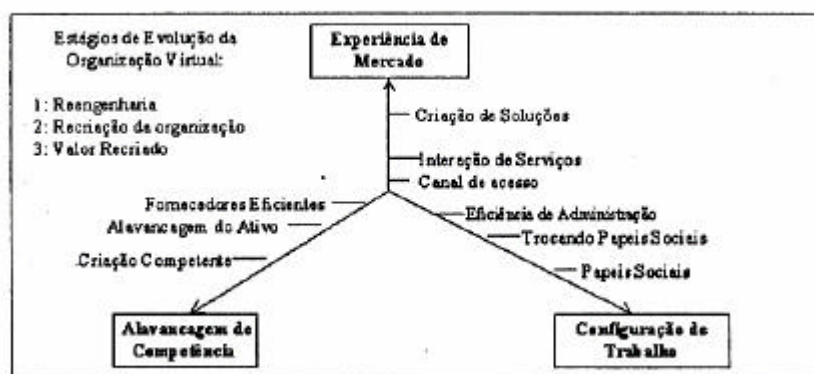 Estágios de Evolução da
Organização Virtual:
1: Reengenharia
2: Recriação da organização
3: Valor Recriado
Experiência de
Mercado
Criação de Soluções
Interação de Serviços
Canal de acesso
Fornecedores Eficientes
Alavancagem do Ativo
Criação Competente
Eficiência de Administração
Trocando Papeis Sociais
Papeis Sociais
Alavancagem de
Competência
Configuração de
Trabalho